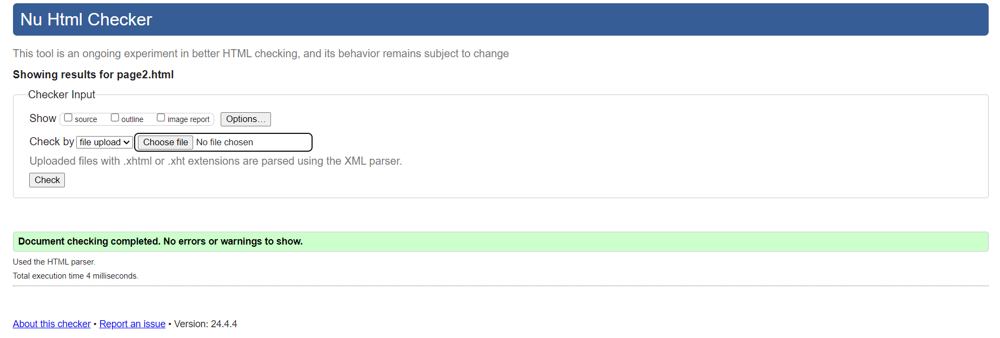 Nu Html Checker
This tool is an ongoing experiment in better HTML checking, and its behavior remains subject to change
Showing results for page2.html
Checker Input
Show source outline image report Options...
Check by file upload Choose file No file chosen
Uploaded files with .xhtml or .xht extensions are parsed using the XML parser.
Check
Document checking completed. No errors or warnings to show.
Used the HTML parser.
Total execution time 4 milliseconds.
About this checker • Report an issue • Version: 24.4.4